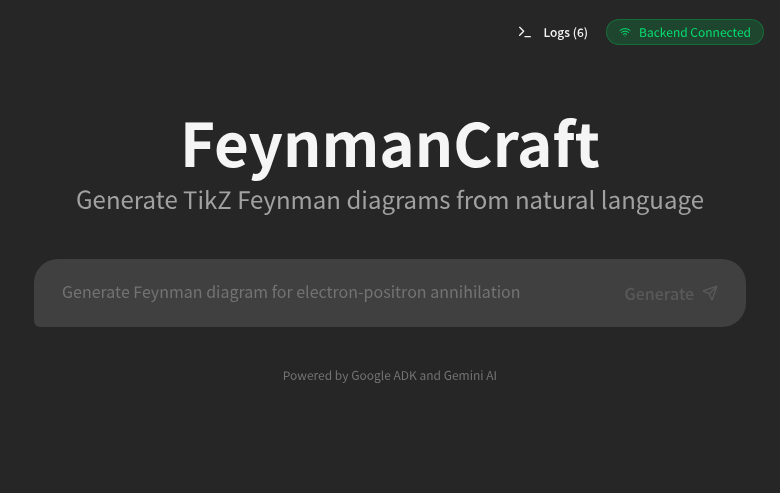 Logs (6)
Backend Connected
FeynmanCraft
Generate TikZ Feynman diagrams from natural language
Generate Feynman diagram for electron-positron annihilation
Generate
Powered by Google ADK and Gemini AI